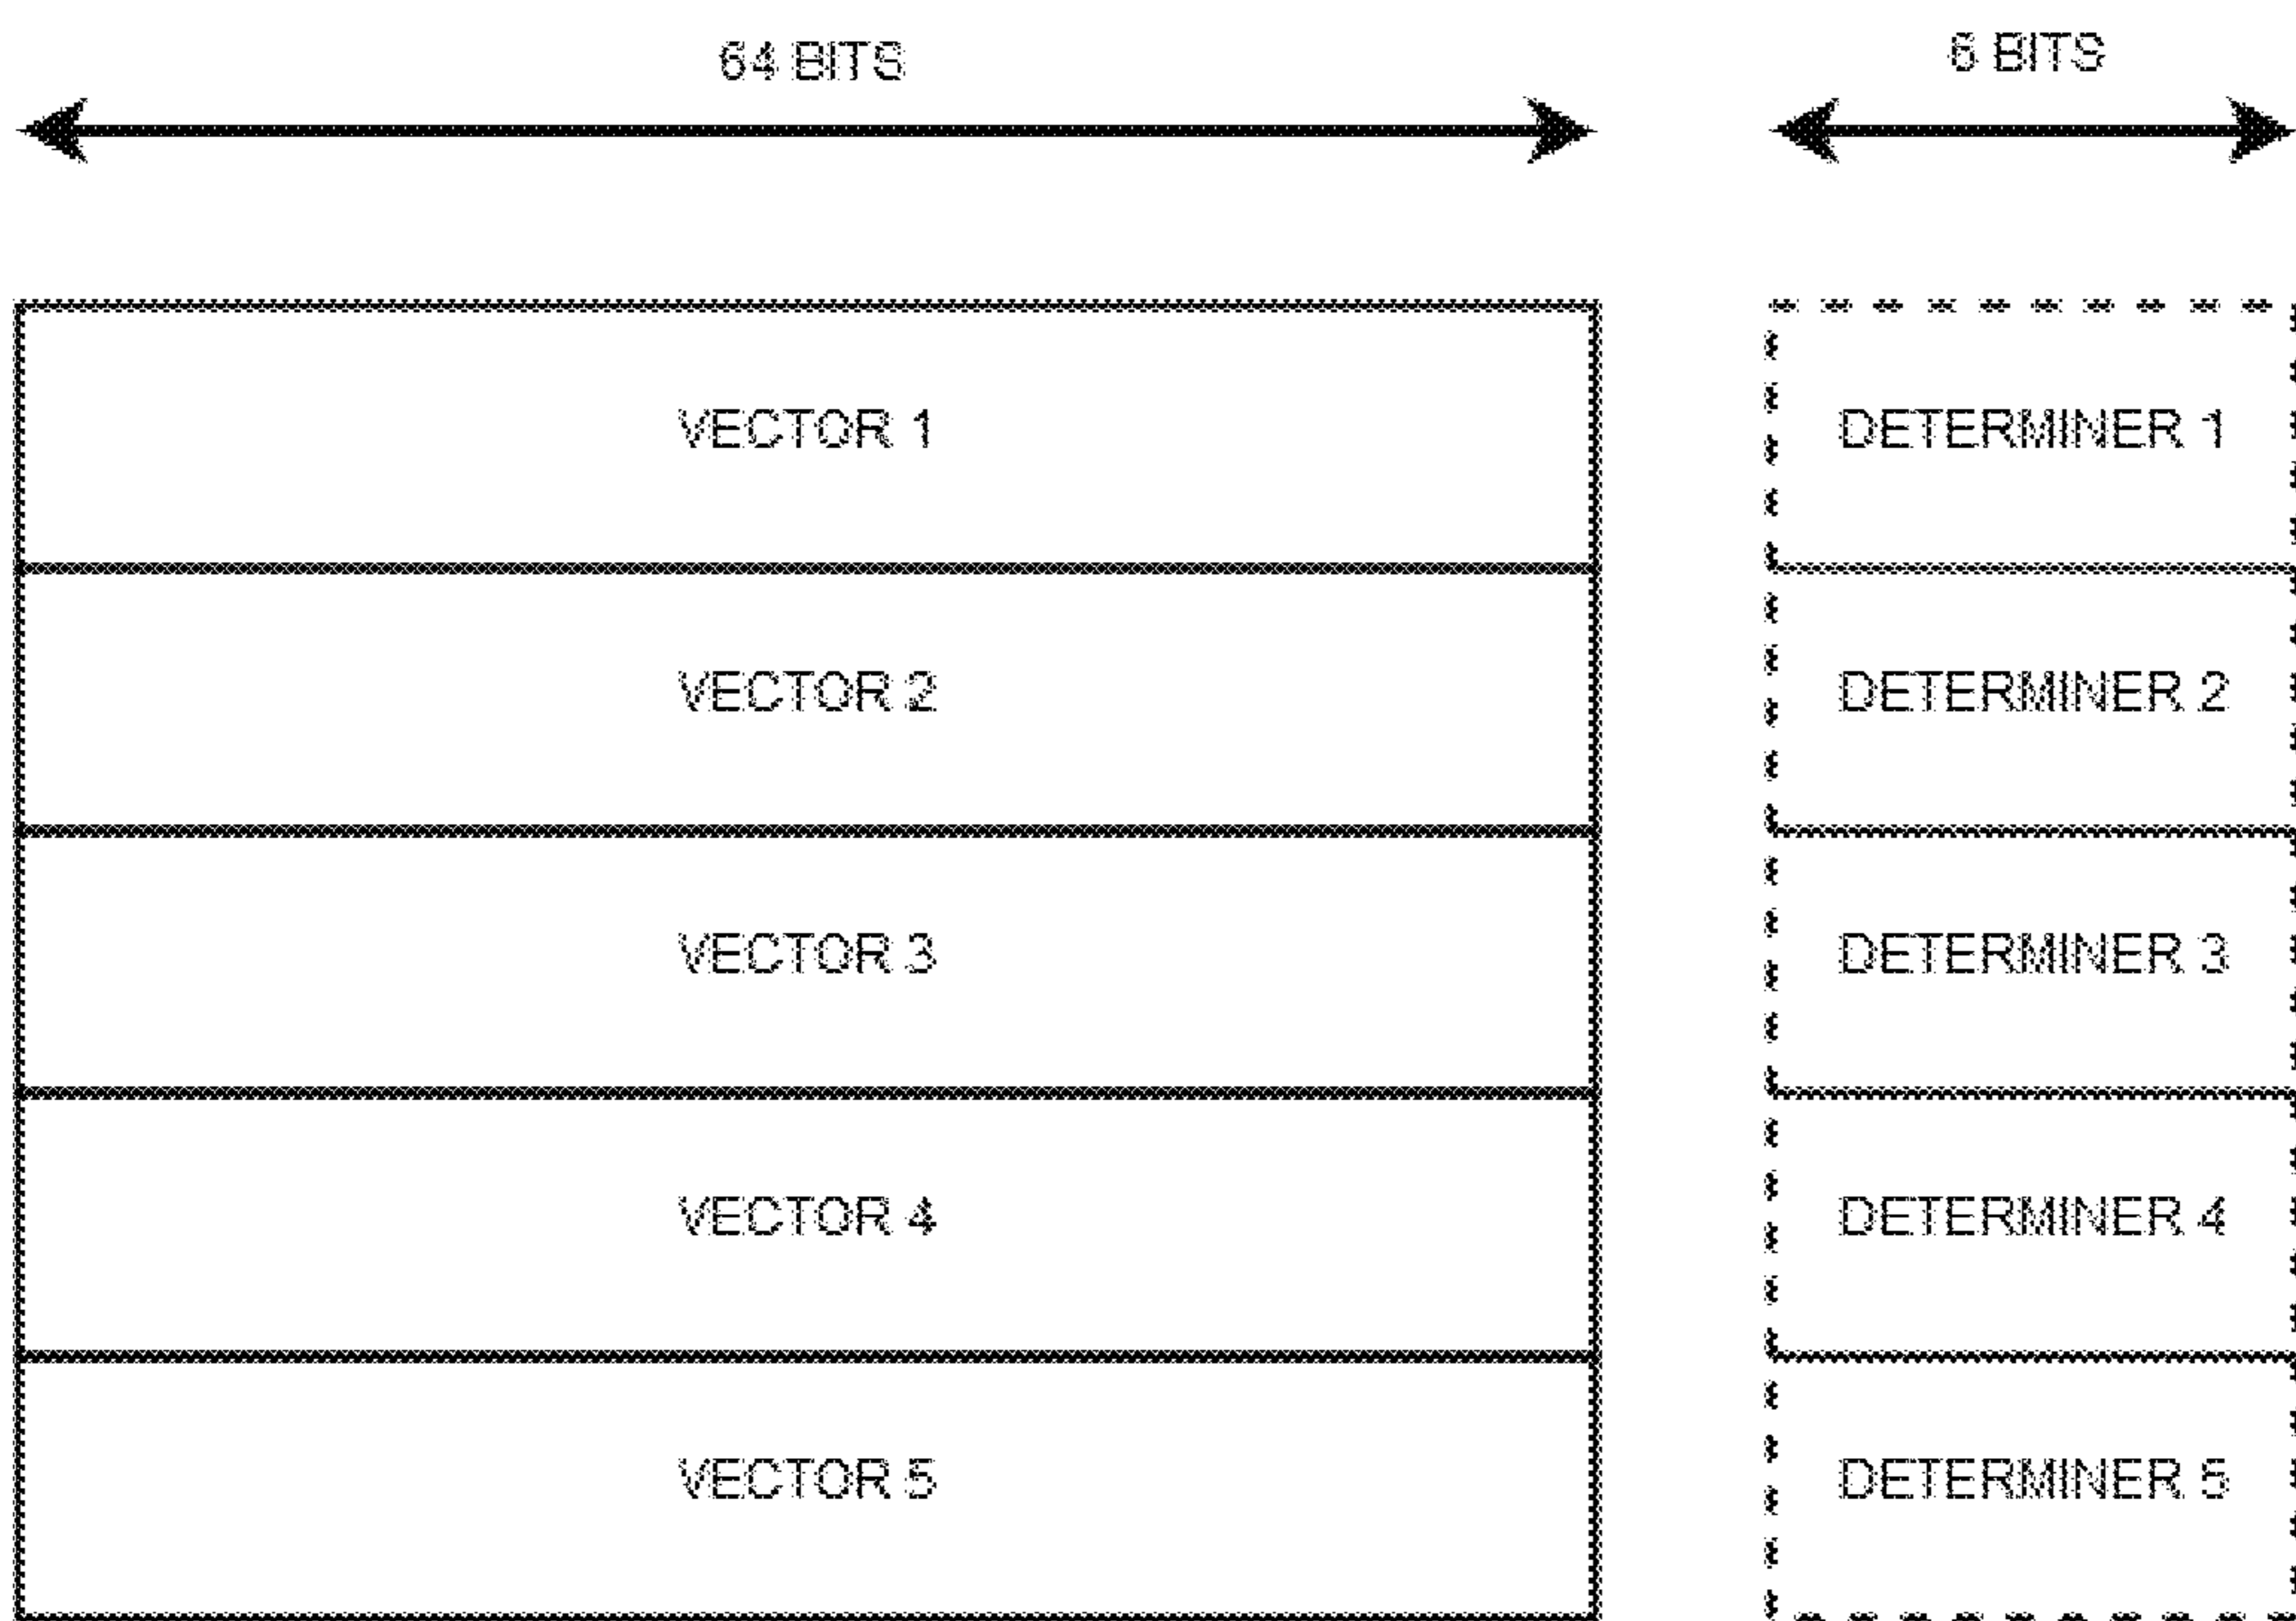 64 BITS
6 BITS
VECTOR 1
DETERMINER 1
VECTOR 2
DETERMINER 2
VECTOR 3
DETERMINER 3
VECTOR 4
DETERMINER 4
VECTOR 5
DETERMINER 5